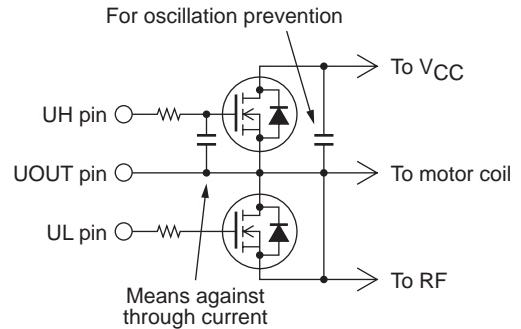 For oscillation prevention
To VCC
UH pin
UOUT pin
To motor coil
UL pin
To RF
Means against
through current